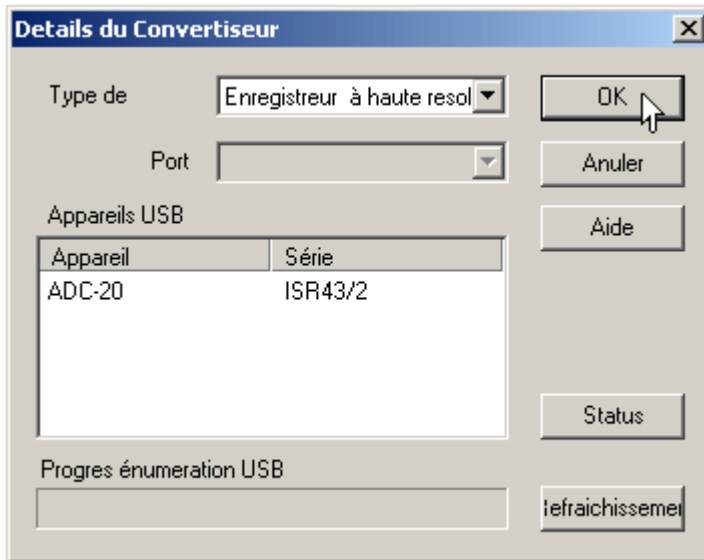 Details du Convertiseur
Type de
Enregistreur à haute resol
OK
Port
Anuler
Appareils USB
Aide
Appareil Série
ADC-20 ISR43/2
Status
Progres énumeration USB